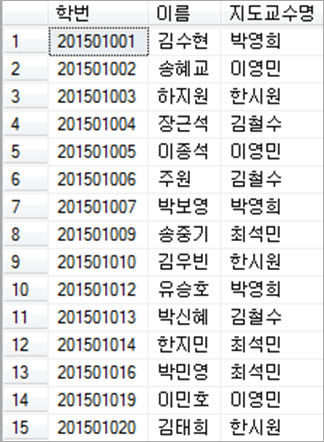 학번 이름 지도교수명
1 201501001 김수현 박영희
2 201501002 송혜교 이영민
3 201501003 하지원 한시원
4 201501004 장근석 김철수
5 201501005 이종석 이영민
6 201501006 주원 김철수
7 201501007 박보영 박영희
8 201501009 송중기 최석민
9 201501010 김우빈 한시원
10 201501012 유승호 박영희
11 201501013 박신혜 김철수
12 201501014 한지민 최석민
13 201501016 박민영 최석민
14 201501019 이민호 이영민
15 201501020 김태희 한시원